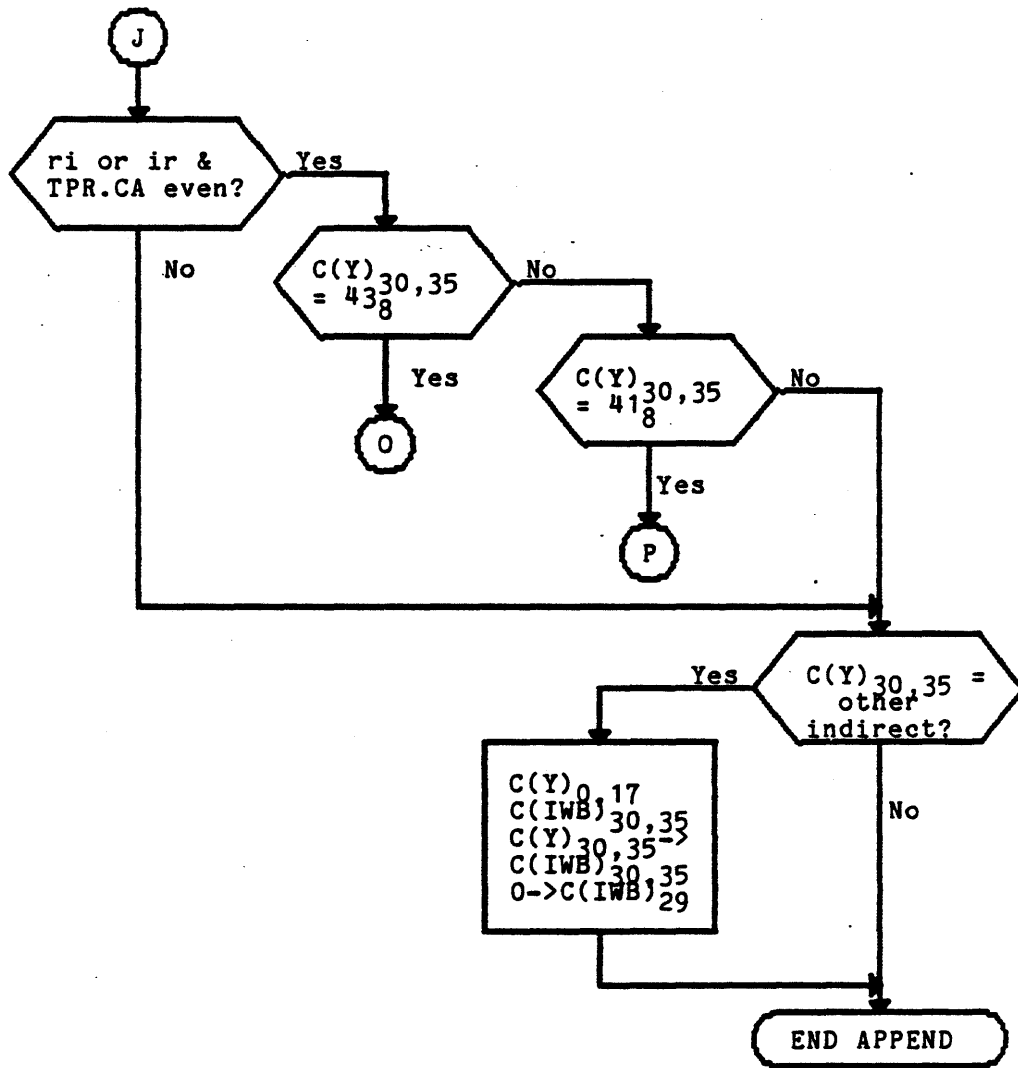 J
ri or ir &
TPR.CA even?
Yes
No
C(Y)30,35
= 438
No
Yes
O
C(Y)30,35
= 418
No
Yes
P
C(Y)30,35 =
other
indirect?
Yes
No
C(Y)0,17
C(IWB)30,35
C(Y)30,35->
C(IWB)30,35
0->C(IWB)29
END APPEND